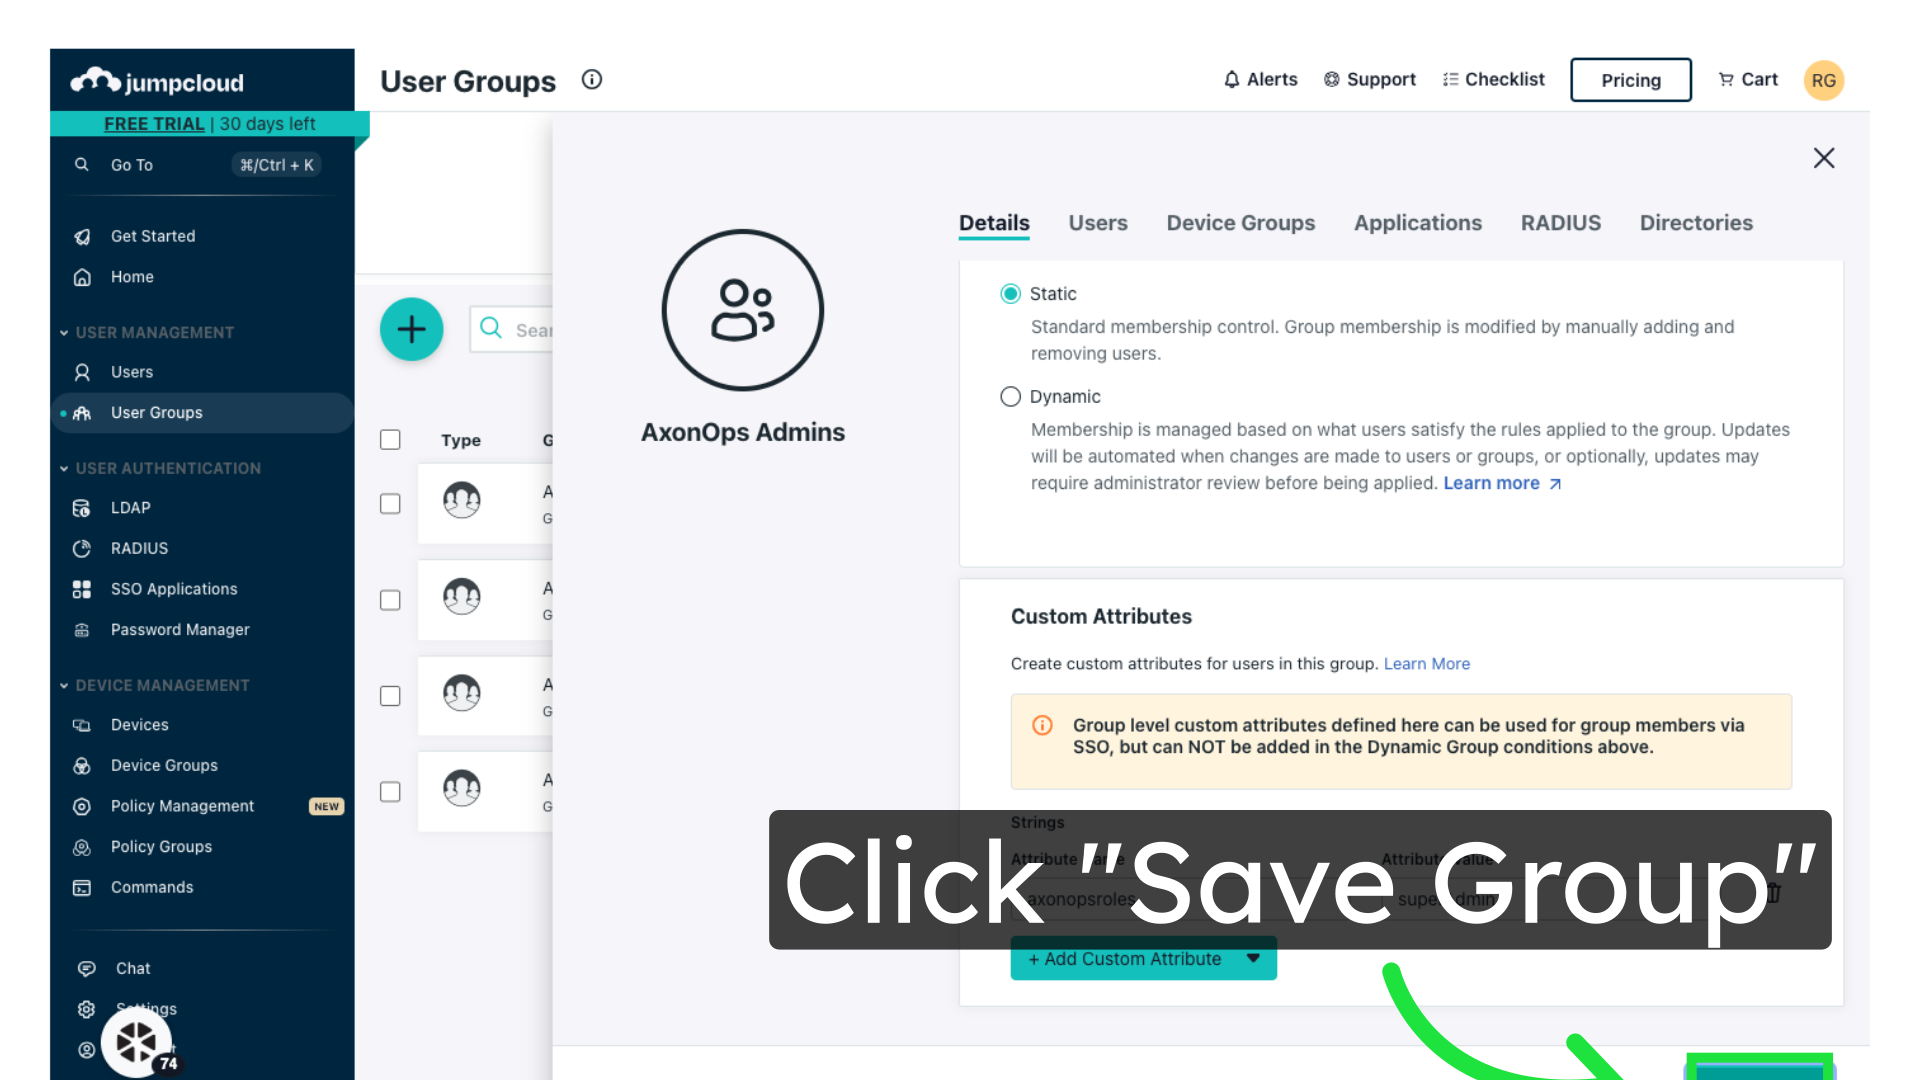 jumpcloud
User Groups
Alerts
Support
Checklist
Pricing
Cart
RG
FREE TRIAL | 30 days left
Go To
⌘/Ctrl + K
Get Started
Home
USER MANAGEMENT
Users
User Groups
USER AUTHENTICATION
LDAP
RADIUS
SSO Applications
Password Manager
DEVICE MANAGEMENT
Devices
Device Groups
Policy Management
NEW
Policy Groups
Commands
Chat
Settings
74
Type
AxonOps Admins
Details
Users
Device Groups
Applications
RADIUS
Directories
Static
Standard membership control. Group membership is modified by manually adding and
removing users.
Dynamic
Membership is managed based on what users satisfy the rules applied to the group. Updates
will be automated when changes are made to users or groups, or optionally, updates may
require administrator review before being applied. Learn more
Custom Attributes
Create custom attributes for users in this group. Learn More
Group level custom attributes defined here can be used for group members via
SSO, but can NOT be added in the Dynamic Group conditions above.
Strings
Attribute Name
Attribute Value
axonopsroles
Click "Save Group"
+ Add Custom Attribute